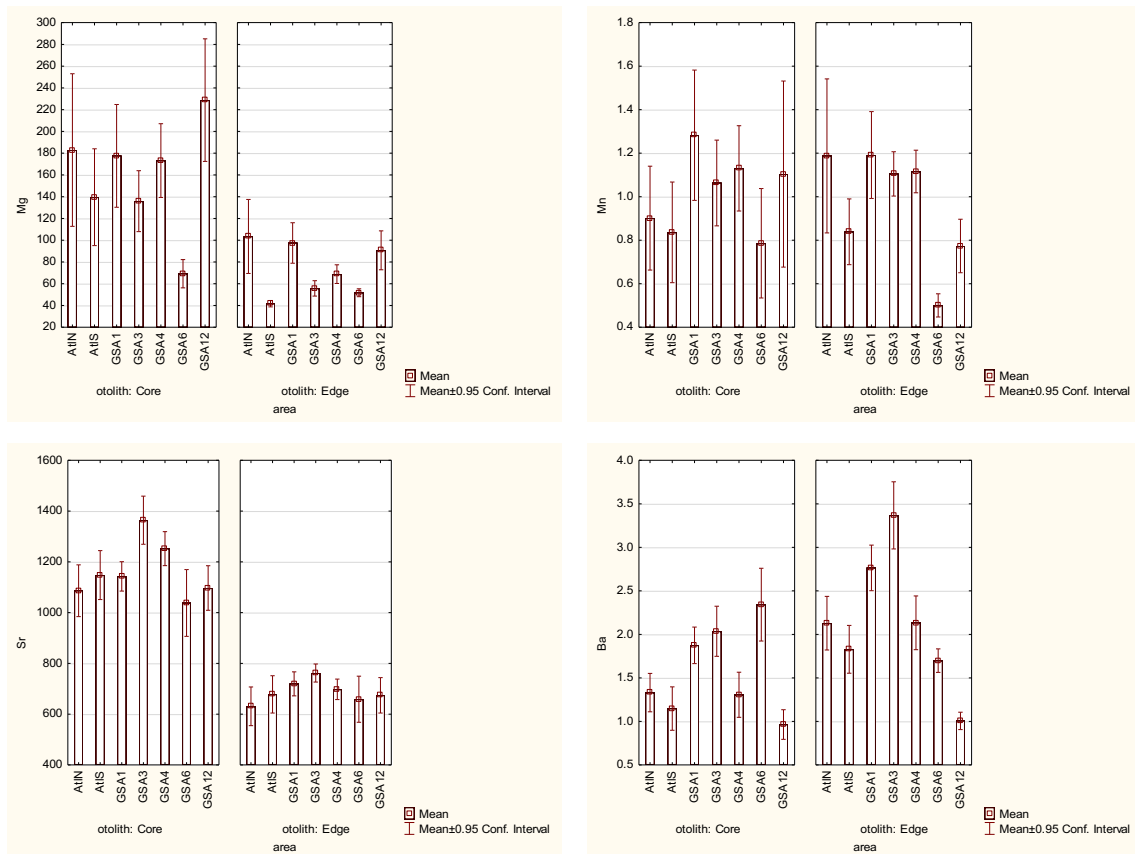 300
280
260
240
220
200
180
160
140
120
100
80
60
40
20
Mg
AtlN
AtlS
GSA1
GSA3
GSA4
GSA6
GSA12
otolith: Core
AtlN
AtlS
GSA1
GSA3
GSA4
GSA6
GSA12
otolith: Edge
area
Mean
Mean±0.95 Conf. Interval
1.8
1.6
1.4
1.2
1.0
0.8
0.6
0.4
Mn
AtlN
AtlS
GSA1
GSA3
GSA4
GSA6
GSA12
otolith: Core
AtlN
AtlS
GSA1
GSA3
GSA4
GSA6
GSA12
otolith: Edge
area
Mean
Mean±0.95 Conf. Interval
1600
1400
1200
1000
800
600
400
Sr
AtlN
AtlS
GSA1
GSA3
GSA4
GSA6
GSA12
otolith: Core
AtlN
AtlS
GSA1
GSA3
GSA4
GSA6
GSA12
otolith: Edge
area
Mean
Mean±0.95 Conf. Interval
4.0
3.5
3.0
2.5
2.0
1.5
1.0
0.5
Ba
AtlN
AtlS
GSA1
GSA3
GSA4
GSA6
GSA12
otolith: Core
AtlN
AtlS
GSA1
GSA3
GSA4
GSA6
GSA12
otolith: Edge
area
Mean
Mean±0.95 Conf. Interval